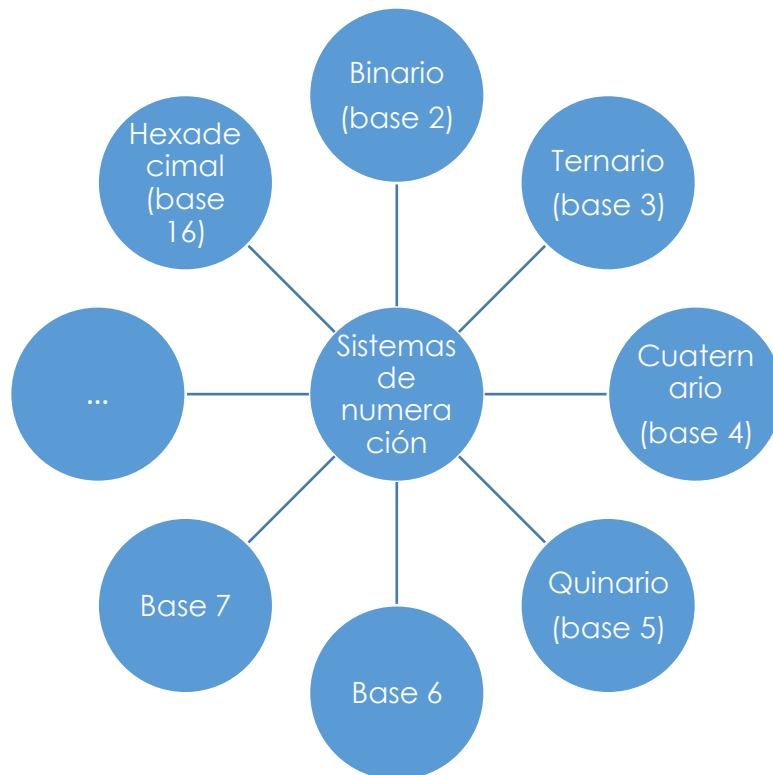 Binario
(base 2)
Ternario
(base 3)
Cuatern
ario
(base 4)
Quinario
(base 5)
Base 6
Base 7
...
Hexade
cimal
(base
16)
Sistemas
de
numera
ción